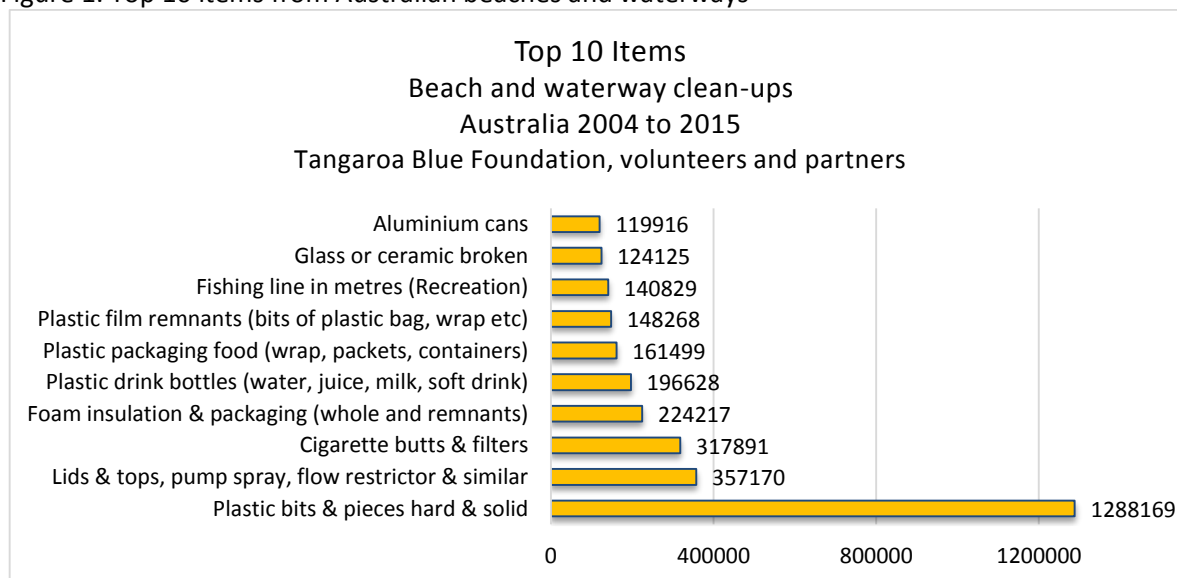 Figure 1: Top 10 items from Australian beaches and waterways
Top 10 Items
Beach and waterway clean-ups
Australia 2004 to 2015
Tangaroa Blue Foundation, volunteers and partners
Aluminium cans 119916
Glass or ceramic broken 124125
Fishing line in metres (Recreation) 140829
Plastic film remnants (bits of plastic bag, wrap etc) 148268
Plastic packaging food (wrap, packets, containers) 161499
Plastic drink bottles (water, juice, milk, soft drink) 196628
Foam insulation & packaging (whole and remnants) 224217
Cigarette butts & filters 317891
Lids & tops, pump spray, flow restrictor & similar 357170
Plastic bits & pieces hard & solid 1288169
0 400000 800000 1200000